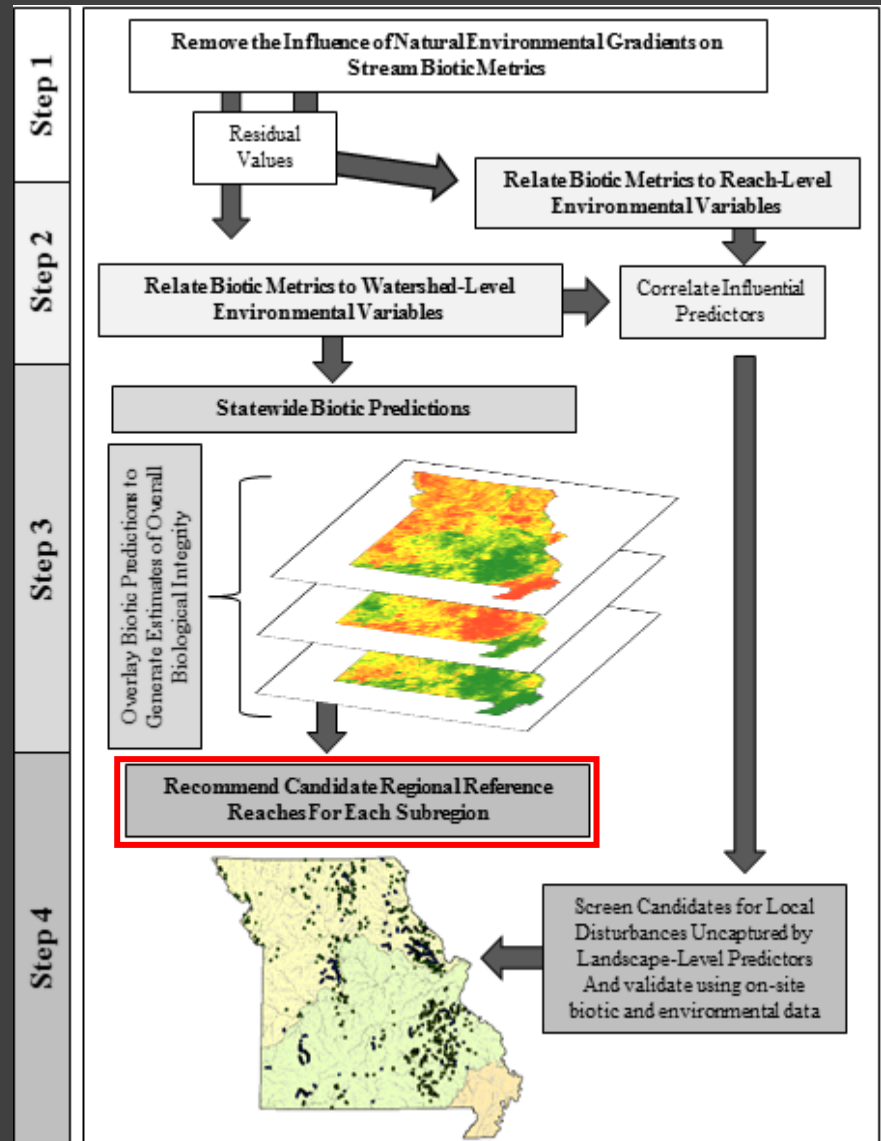 Step 1
Remove the Influence of Natural Environmental Gradients on
Stream Biotic Metrics
Residual
Values
Step 2
Relate Biotic Metrics to Reach-Level
Environmental Variables
Relate Biotic Metrics to Watershed-Level
Environmental Variables
Correlate Influential
Predictors
Step 3
Statewide Biotic Predictions
Overlay Biotic Predictions to
Generate Estimates of Overall
Biological Integrity
Step 4
Recommend Candidate Regional Reference
Reaches For Each Subregion
Screen Candidates for Local
Disturbances Uncaptured by
Landscape-Level Predictors
And validate using on-site
biotic and environmental data